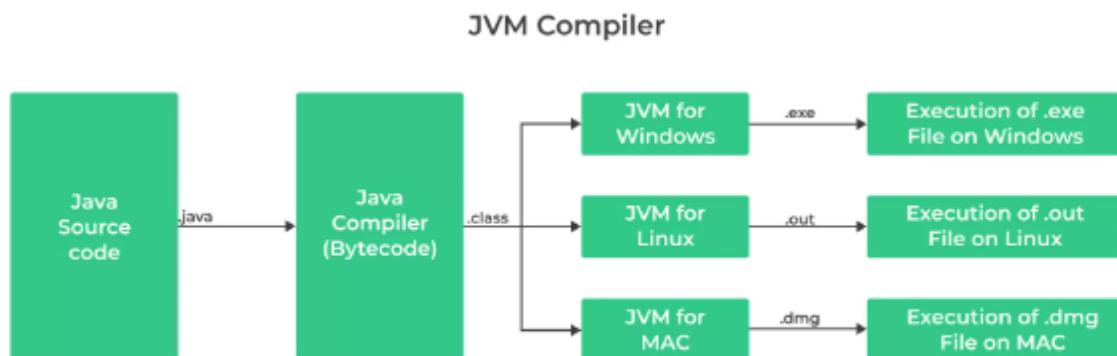 JVM Compiler
Java
Source
code
.java
Java
Compiler
(Bytecode)
.class
JVM for
Windows
.exe
Execution of .exe
File on Windows
JVM for
Linux
.out
Execution of .out
File on Linux
JVM for
MAC
.dmg
Execution of .dmg
File on MAC